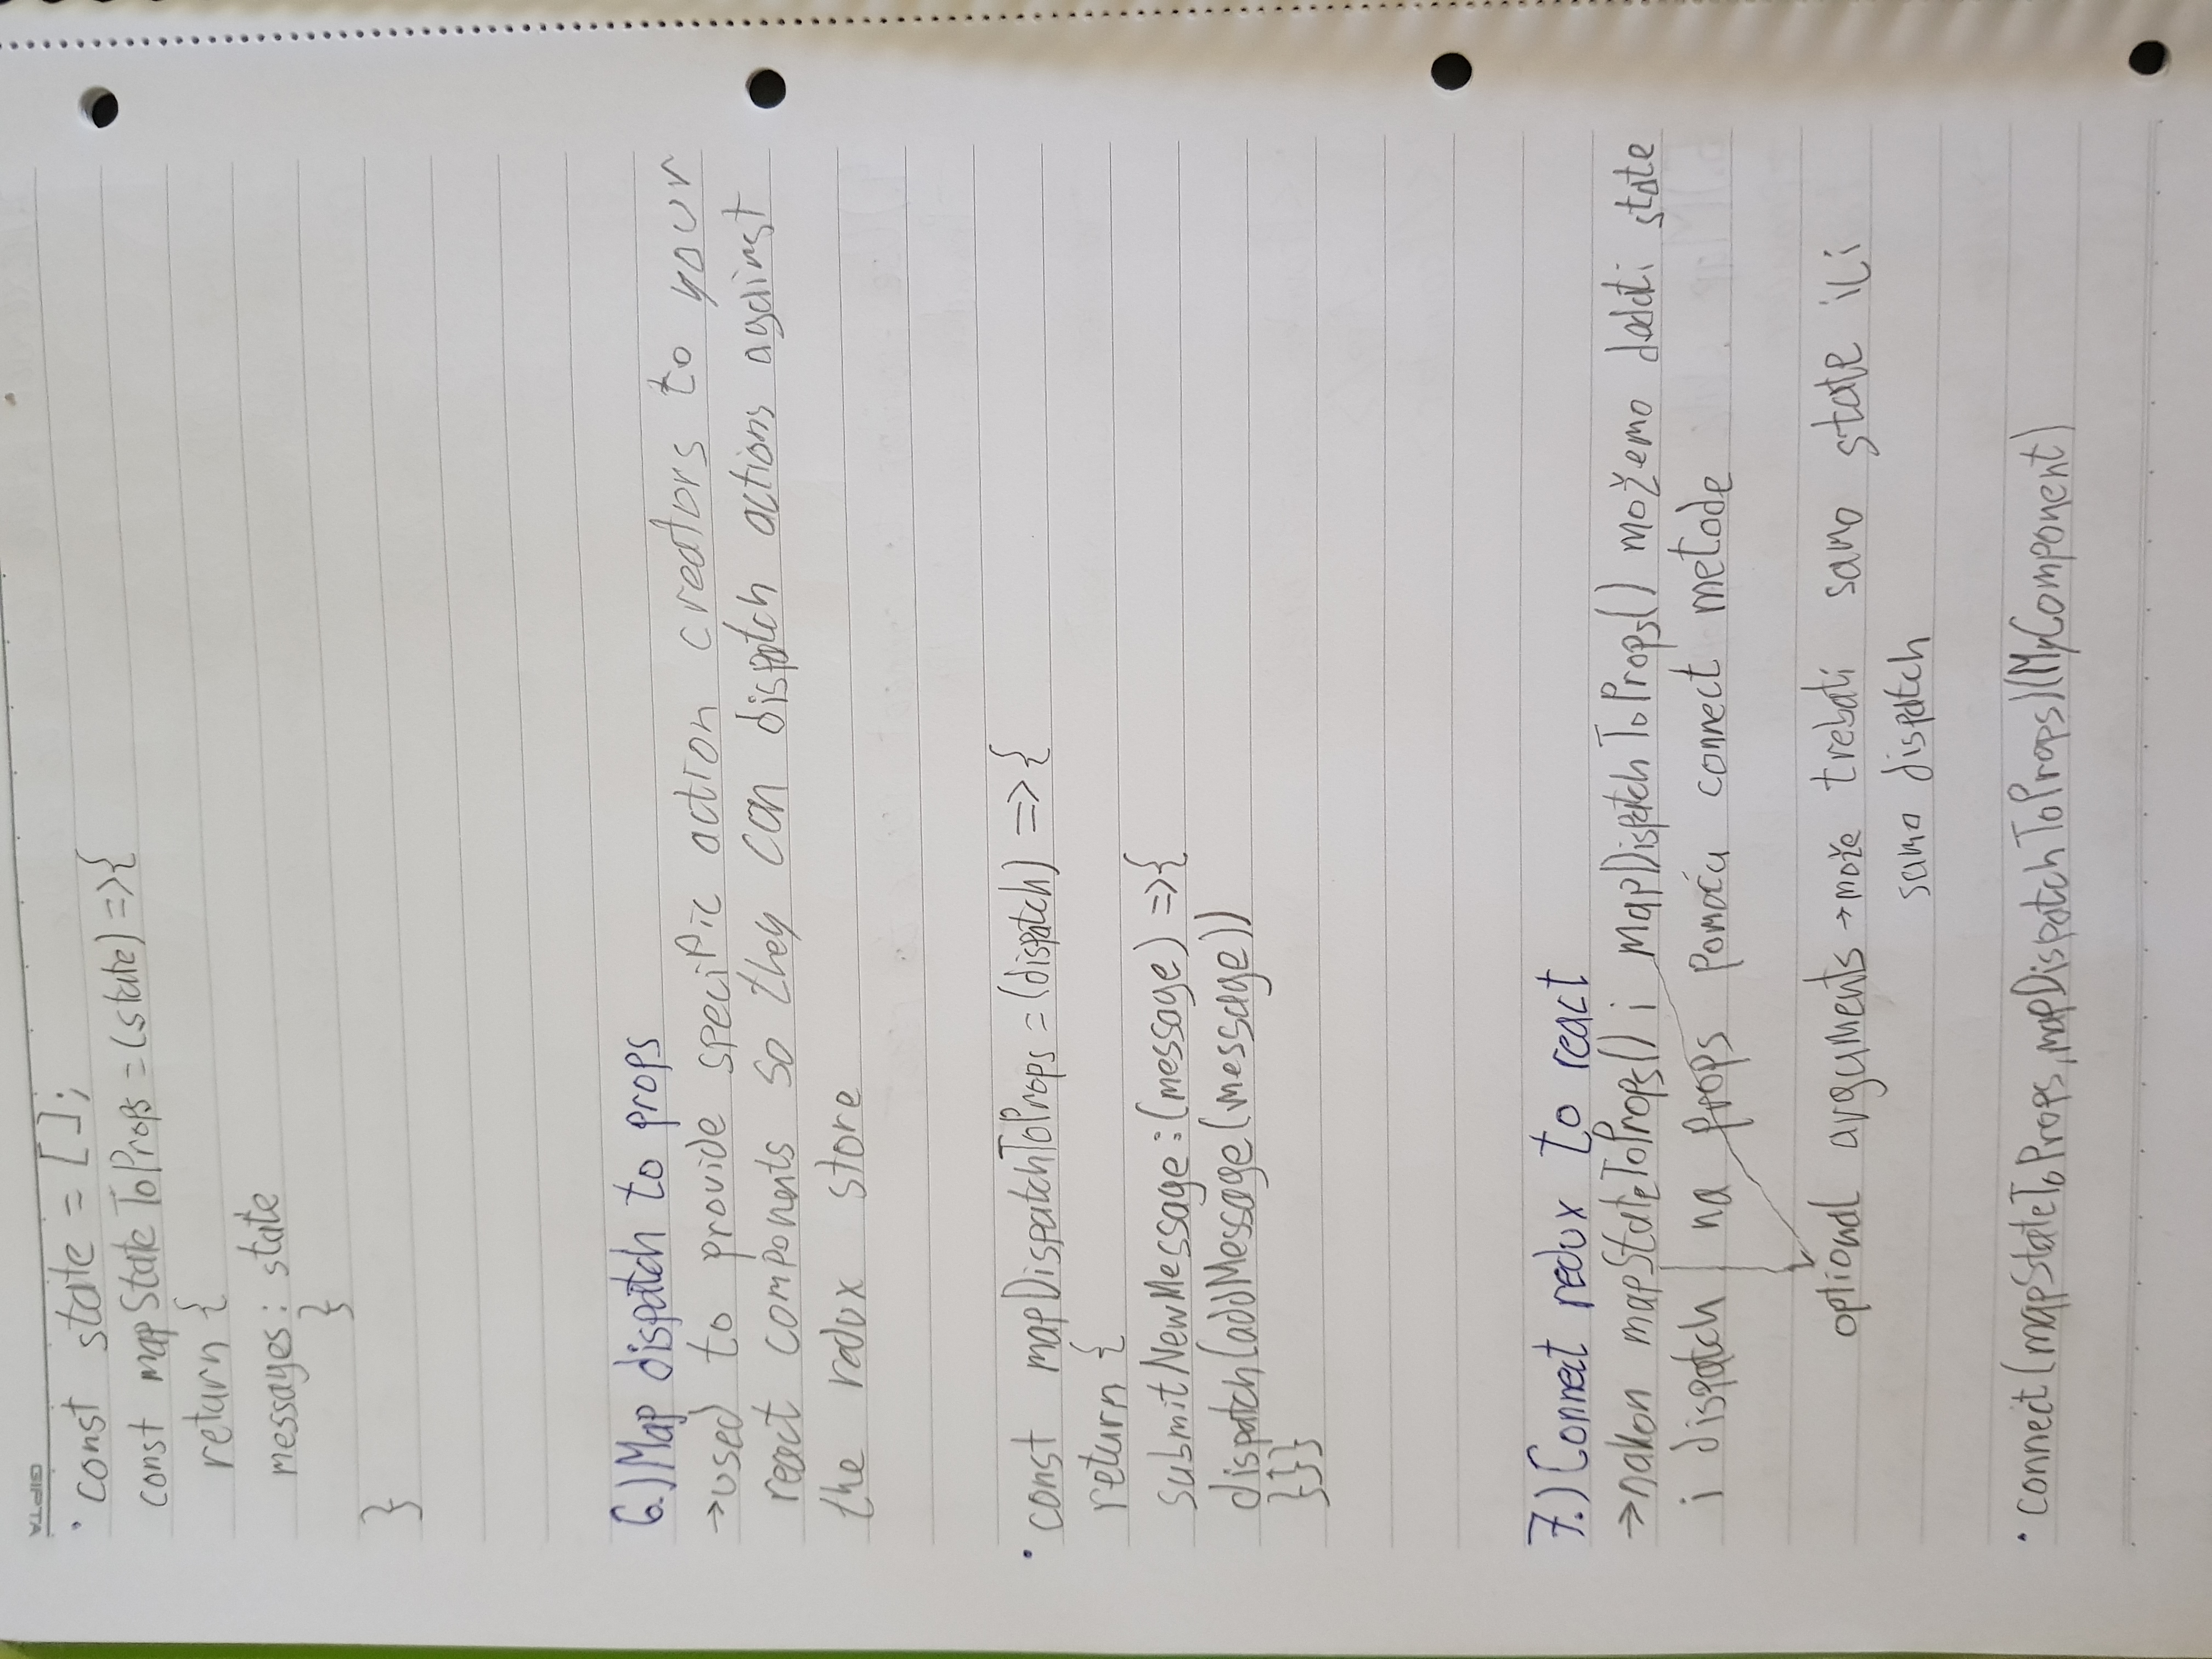 GIPTA
• const state = [];
const mapStateToProps = (state) => {
return {
messages: state
}
}
6.) Map dispatch to props
→ used to provide specific action creators to your
react components so they can dispatch actions against
the redux store
• const mapDispatchToProps = (dispatch) => {
return {
submitNewMessage: (message) => {
dispatch(addMessage(message))
}}}
7.) Connect redux to react
→ nakon mapStateToProps() i mapDispatchToProps() možemo dodati state
i dispatch na props pomoću connect metode
optional arguments → može trebati samo state ili
samo dispatch
• connect(mapStateToProps, mapDispatchToProps)(MyComponent)